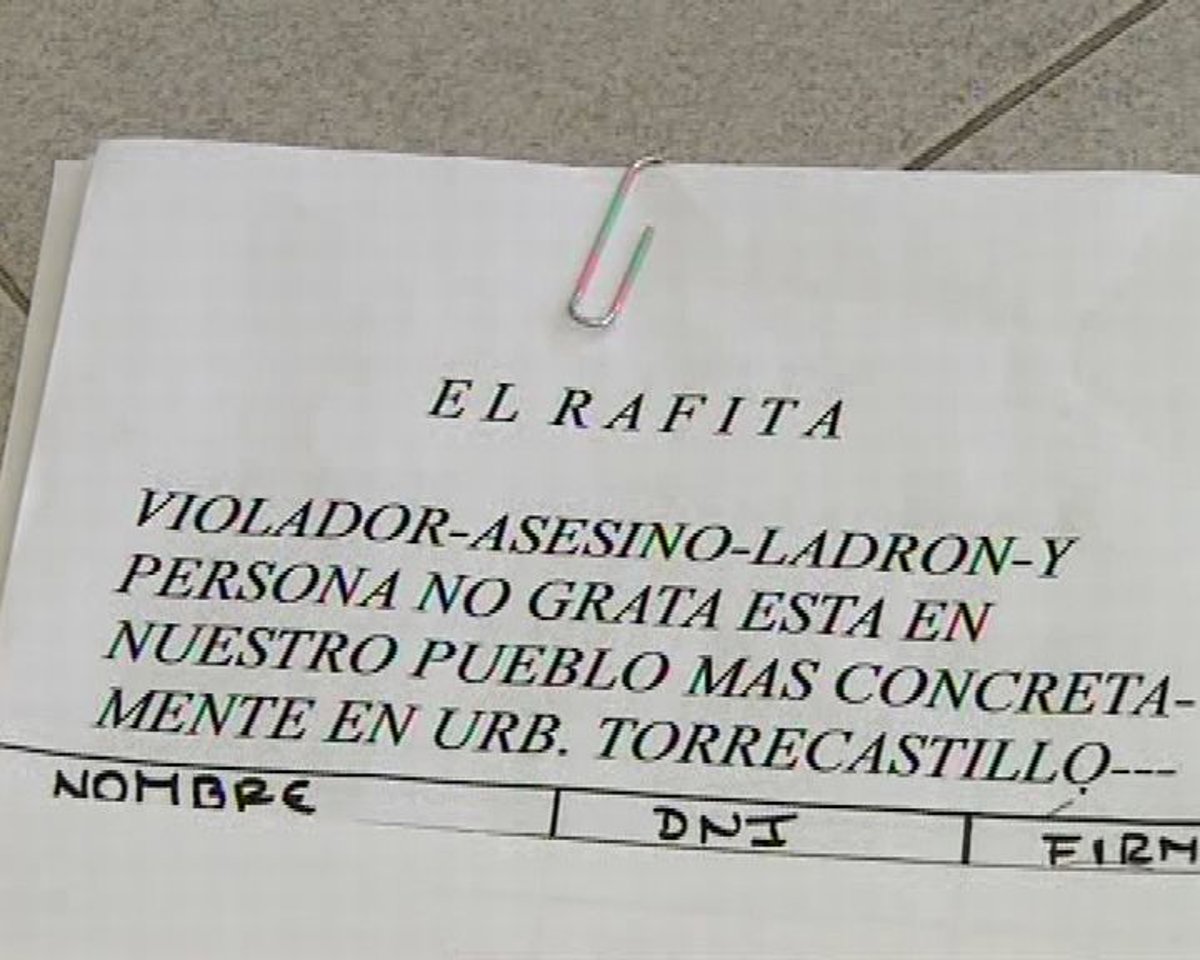 EL RAFITA
VIOLADOR-ASESINO-LADRON-Y
PERSONA NO GRATA ESTA EN
NUESTRO PUEBLO MAS CONCRETA-
MENTE EN URB. TORRECASTILLO---
NOMBRE DNI FIRM